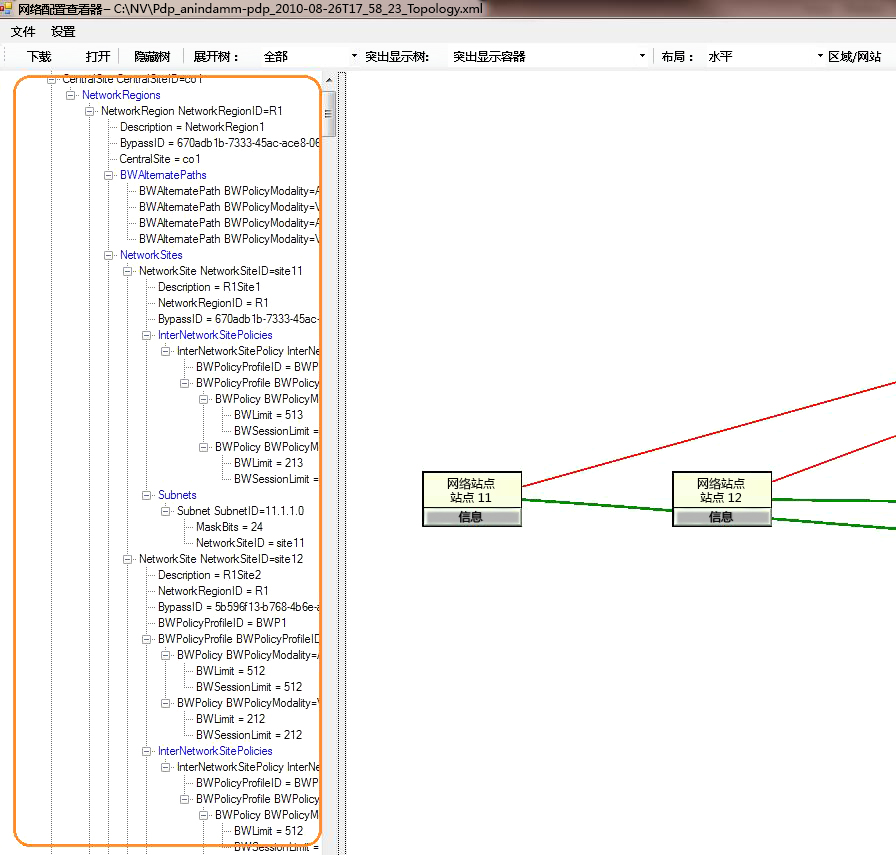 网络配置查看器– C:\NV\Pdp_anindamm-pdp_2010-08-26T17_58_23_Topology.xml
文件 设置
下载 打开 隐藏树 展开树： 全部 突出显示树: 突出显示容器 布局： 水平 区域/网站
CentralSite CentralSiteID=co1
NetworkRegions
NetworkRegion NetworkRegionID=R1
Description = NetworkRegion1
BypassID = 670adb1b-7333-45ac-ace8-06
CentralSite = co1
BWAlternatePaths
BWAlternatePath BWPolicyModality=A
BWAlternatePath BWPolicyModality=V
BWAlternatePath BWPolicyModality=A
BWAlternatePath BWPolicyModality=V
NetworkSites
NetworkSite NetworkSiteID=site11
Description = R1Site1
NetworkRegionID = R1
BypassID = 670adb1b-7333-45ac-
InterNetworkSitePolicies
InterNetworkSitePolicy InterNe
BWPolicyProfileID = BWP
BWPolicyProfile BWPolicy
BWPolicy BWPolicyM
BWLimit = 513
BWSessionLimit =
BWPolicy BWPolicyM
BWLimit = 213
BWSessionLimit =
Subnets
Subnet SubnetID=11.1.1.0
MaskBits = 24
NetworkSiteID = site11
NetworkSite NetworkSiteID=site12
Description = R1Site2
NetworkRegionID = R1
BypassID = 5b596f13-b768-4b6e-a
BWPolicyProfileID = BWP1
BWPolicyProfile BWPolicyProfileID
BWPolicy BWPolicyModality=A
BWLimit = 512
BWSessionLimit = 512
BWPolicy BWPolicyModality=V
BWLimit = 212
BWSessionLimit = 212
InterNetworkSitePolicies
InterNetworkSitePolicy InterNe
BWPolicyProfileID = BWP
BWPolicyProfile BWPolicy
BWPolicy BWPolicyM
BWLimit = 512
BWSessionLimit =
网络站点
站点 11
信息
网络站点
站点 12
信息